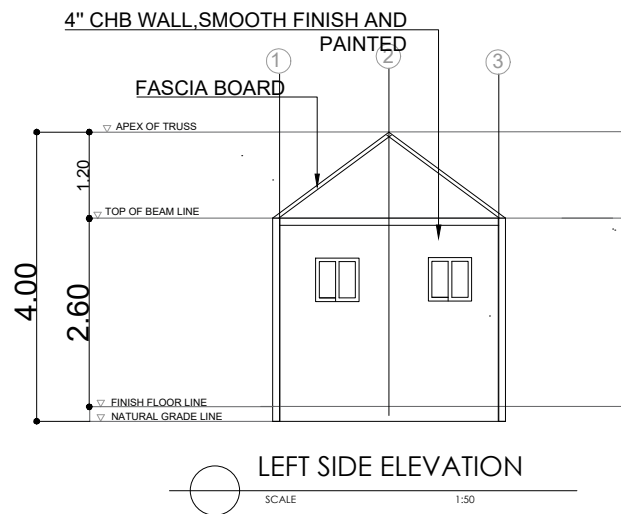 4" CHB WALL,SMOOTH FINISH AND
PAINTED
1
2
3
FASCIA BOARD
APEX OF TRUSS
1.20
TOP OF BEAM LINE
4.00
2.60
FINISH FLOOR LINE
NATURAL GRADE LINE
LEFT SIDE ELEVATION
SCALE 1:50